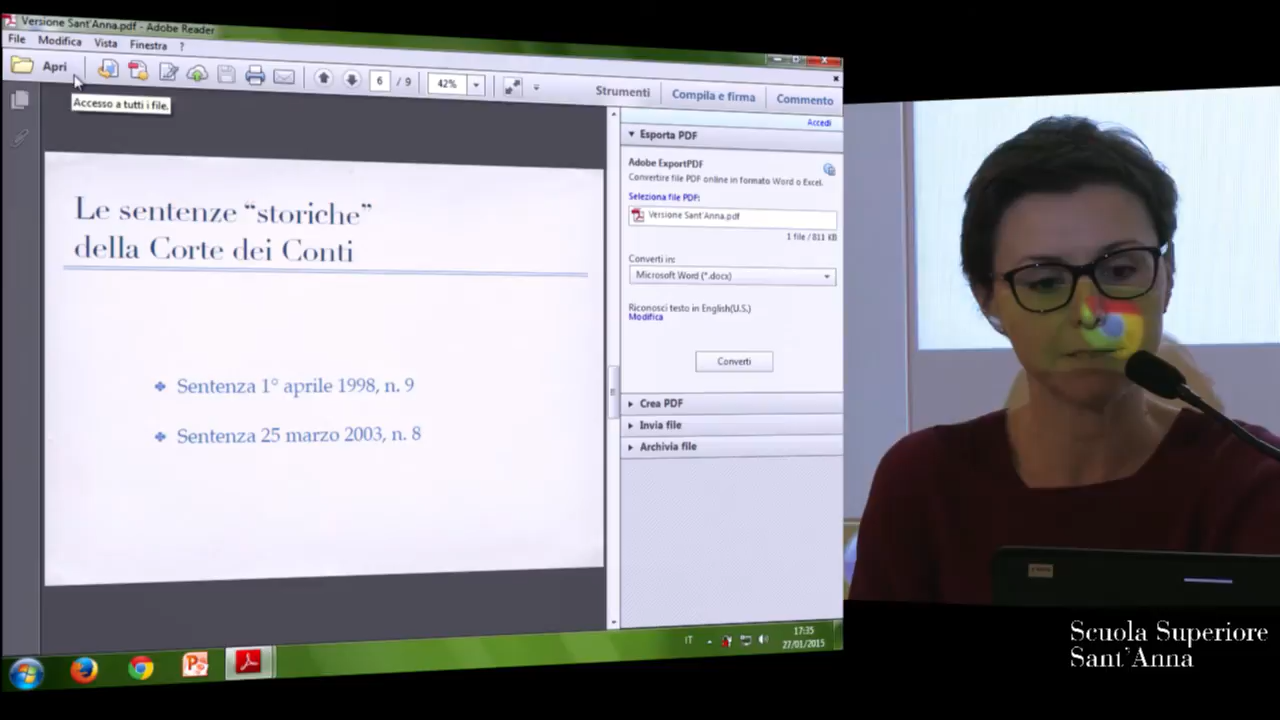 Versione Sant'Anna.pdf - Adobe Reader
File Modifica Vista Finestra ?
Apri 6 / 9 42% Strumenti Compila e firma Commento
Accesso a tutti i file.
Accedi
Le sentenze “storiche”
della Corte dei Conti
❖ Sentenza 1° aprile 1998, n. 9
❖ Sentenza 25 marzo 2003, n. 8
Esporta PDF
Adobe ExportPDF
Convertire file PDF online in formato Word o Excel.
Seleziona file PDF:
Versione Sant'Anna.pdf
1 file / 811 KB
Converti in:
Microsoft Word (*.docx)
Riconosci testo in English(U.S.)
Modifica
Converti
Crea PDF
Invia file
Archivia file
IT 17:35
27/01/2015
Scuola Superiore
Sant'Anna